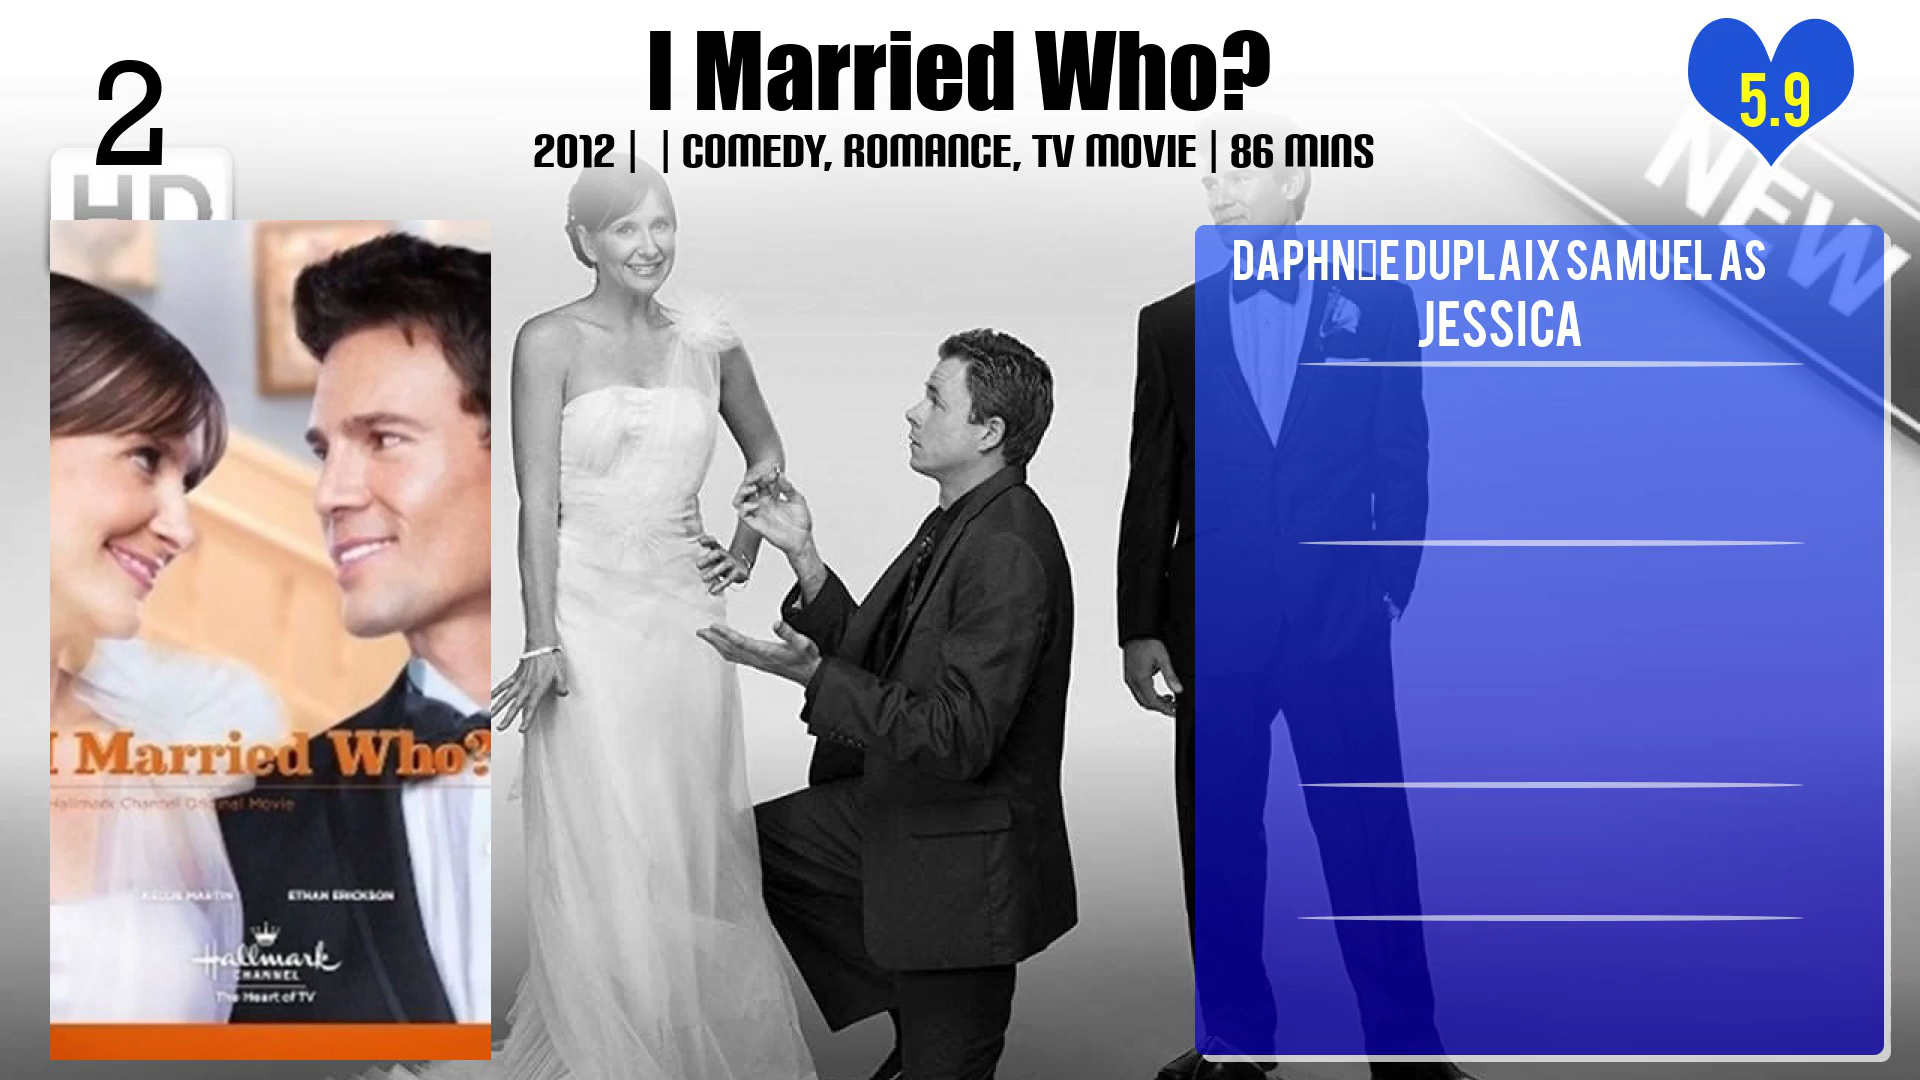 I Married Who?
2
5.9
2012 | | COMEDY, ROMANCE, TV MOVIE | 86 MINS
HD
NEW
DAPHN▯E DUPLAIX SAMUEL AS
JESSICA
I Married Who?
Hallmark Channel Original Movie
KELLIE MARTIN ETHAN ERICKSON
Hallmark
CHANNEL
The Heart of TV